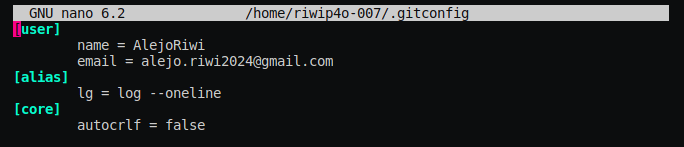 GNU nano 6.2 /home/riwip4o-007/.gitconfig
[user]
name = AlejoRiwi
email = alejo.riwi2024@gmail.com
[alias]
lg = log --oneline
[core]
autocrlf = false